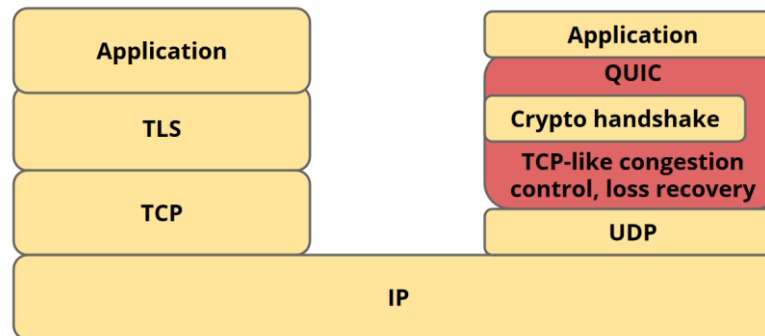 Application
TLS
TCP
Application
QUIC
Crypto handshake
TCP-like congestion
control, loss recovery
UDP
IP